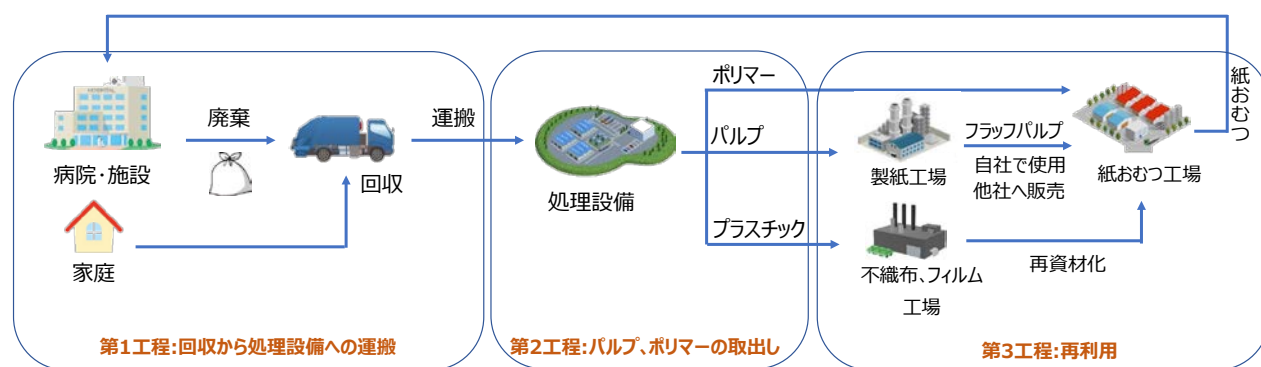 紙おむつ
ポリマー
廃棄
運搬
パルプ
フラッフパルプ
病院・施設
回収
処理設備
製紙工場
自社で使用
他社へ販売
紙おむつ工場
プラスチック
家庭
不織布、フィルム
工場
再資材化
第1工程:回収から処理設備への運搬
第2工程:パルプ、ポリマーの取出し
第3工程:再利用